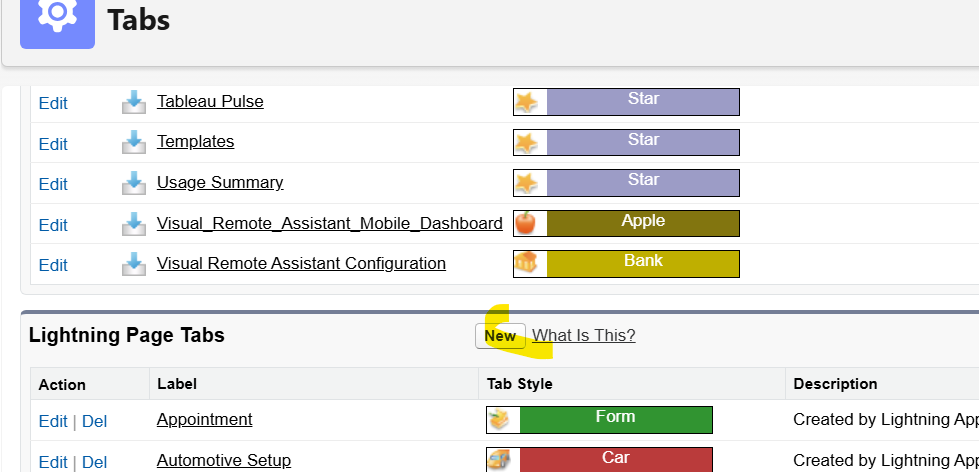 Tabs
Edit Tableau Pulse Star
Edit Templates Star
Edit Usage Summary Star
Edit Visual_Remote_Assistant_Mobile_Dashboard Apple
Edit Visual Remote Assistant Configuration Bank
Lightning Page Tabs New What Is This?
Action Label Tab Style Description
Edit | Del Appointment Form Created by Lightning App
Edit | Del Automotive Setup Car Created by Lightning App